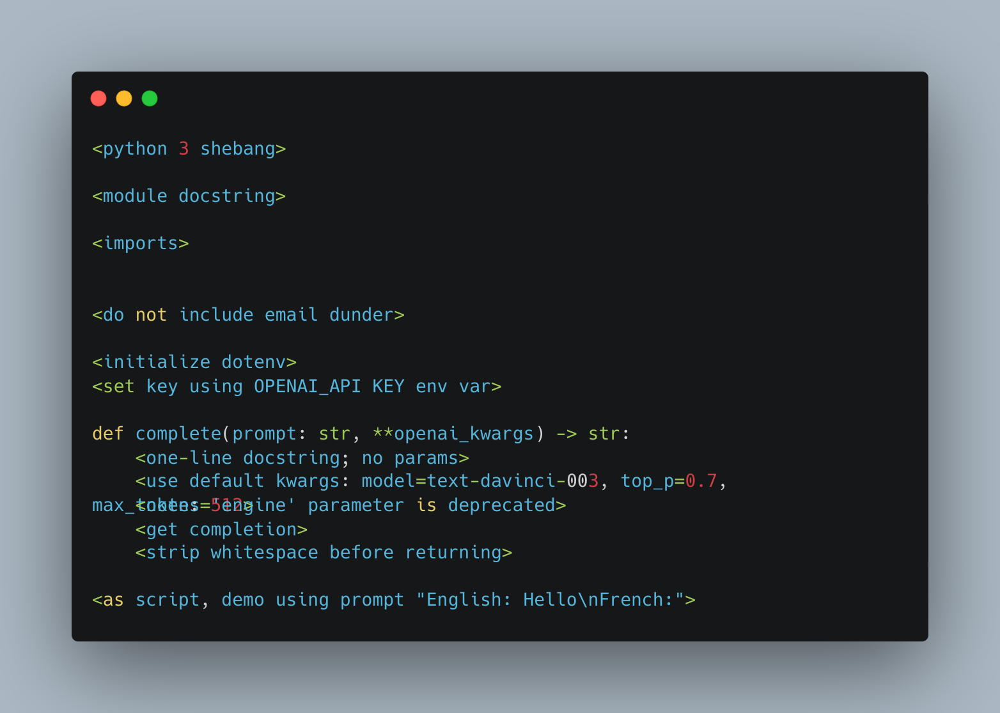 <python 3 shebang>
<module docstring>
<imports>
<do not include email dunder>
<initialize dotenv>
<set key using OPENAI_API KEY env var>
def complete(prompt: str, **openai_kwargs) -> str:
<one-line docstring; no params>
<use default kwargs: model=text-davinci-003, top_p=0.7,
max_tokens=512>
<note: 'engine' parameter is deprecated>
<get completion>
<strip whitespace before returning>
<as script, demo using prompt "English: Hello\nFrench:">